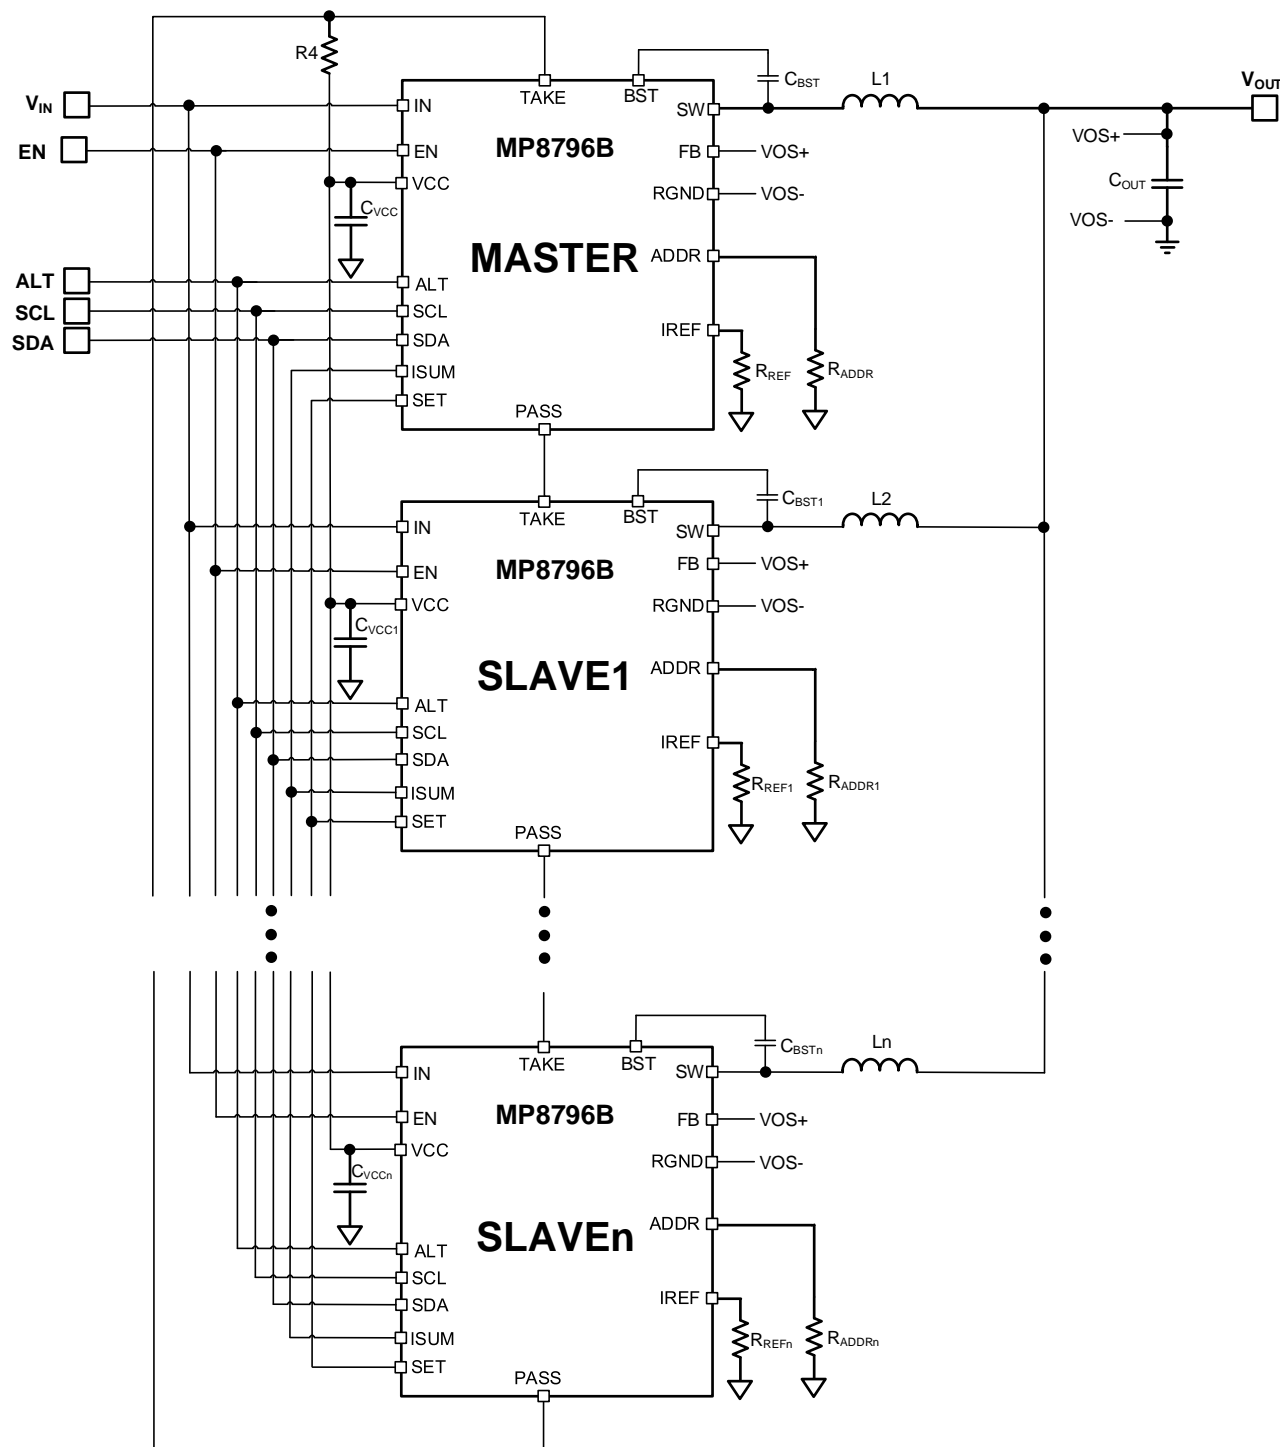 R4
TAKE
BST
CBST
L1
VOUT
VIN
IN
SW
EN
EN
MP8796B
FB
VOS+
VOS+
VCC
CVCC
RGND
VOS-
COUT
VOS-
MASTER
ADDR
ALT
ALT
SCL
SCL
SDA
SDA
IREF
ISUM
RREF
RADDR
SET
PASS
TAKE
BST
CBST1
L2
IN
SW
EN
MP8796B
FB
VOS+
VCC
CVCC1
RGND
VOS-
SLAVE1
ADDR
ALT
SCL
SDA
IREF
ISUM
RREF1
RADDR1
SET
PASS
TAKE
BST
CBSTn
Ln
IN
SW
EN
MP8796B
FB
VOS+
VCC
CVCCn
RGND
VOS-
SLAVEn
ADDR
ALT
SCL
SDA
IREF
ISUM
RREFn
RADDRn
SET
PASS